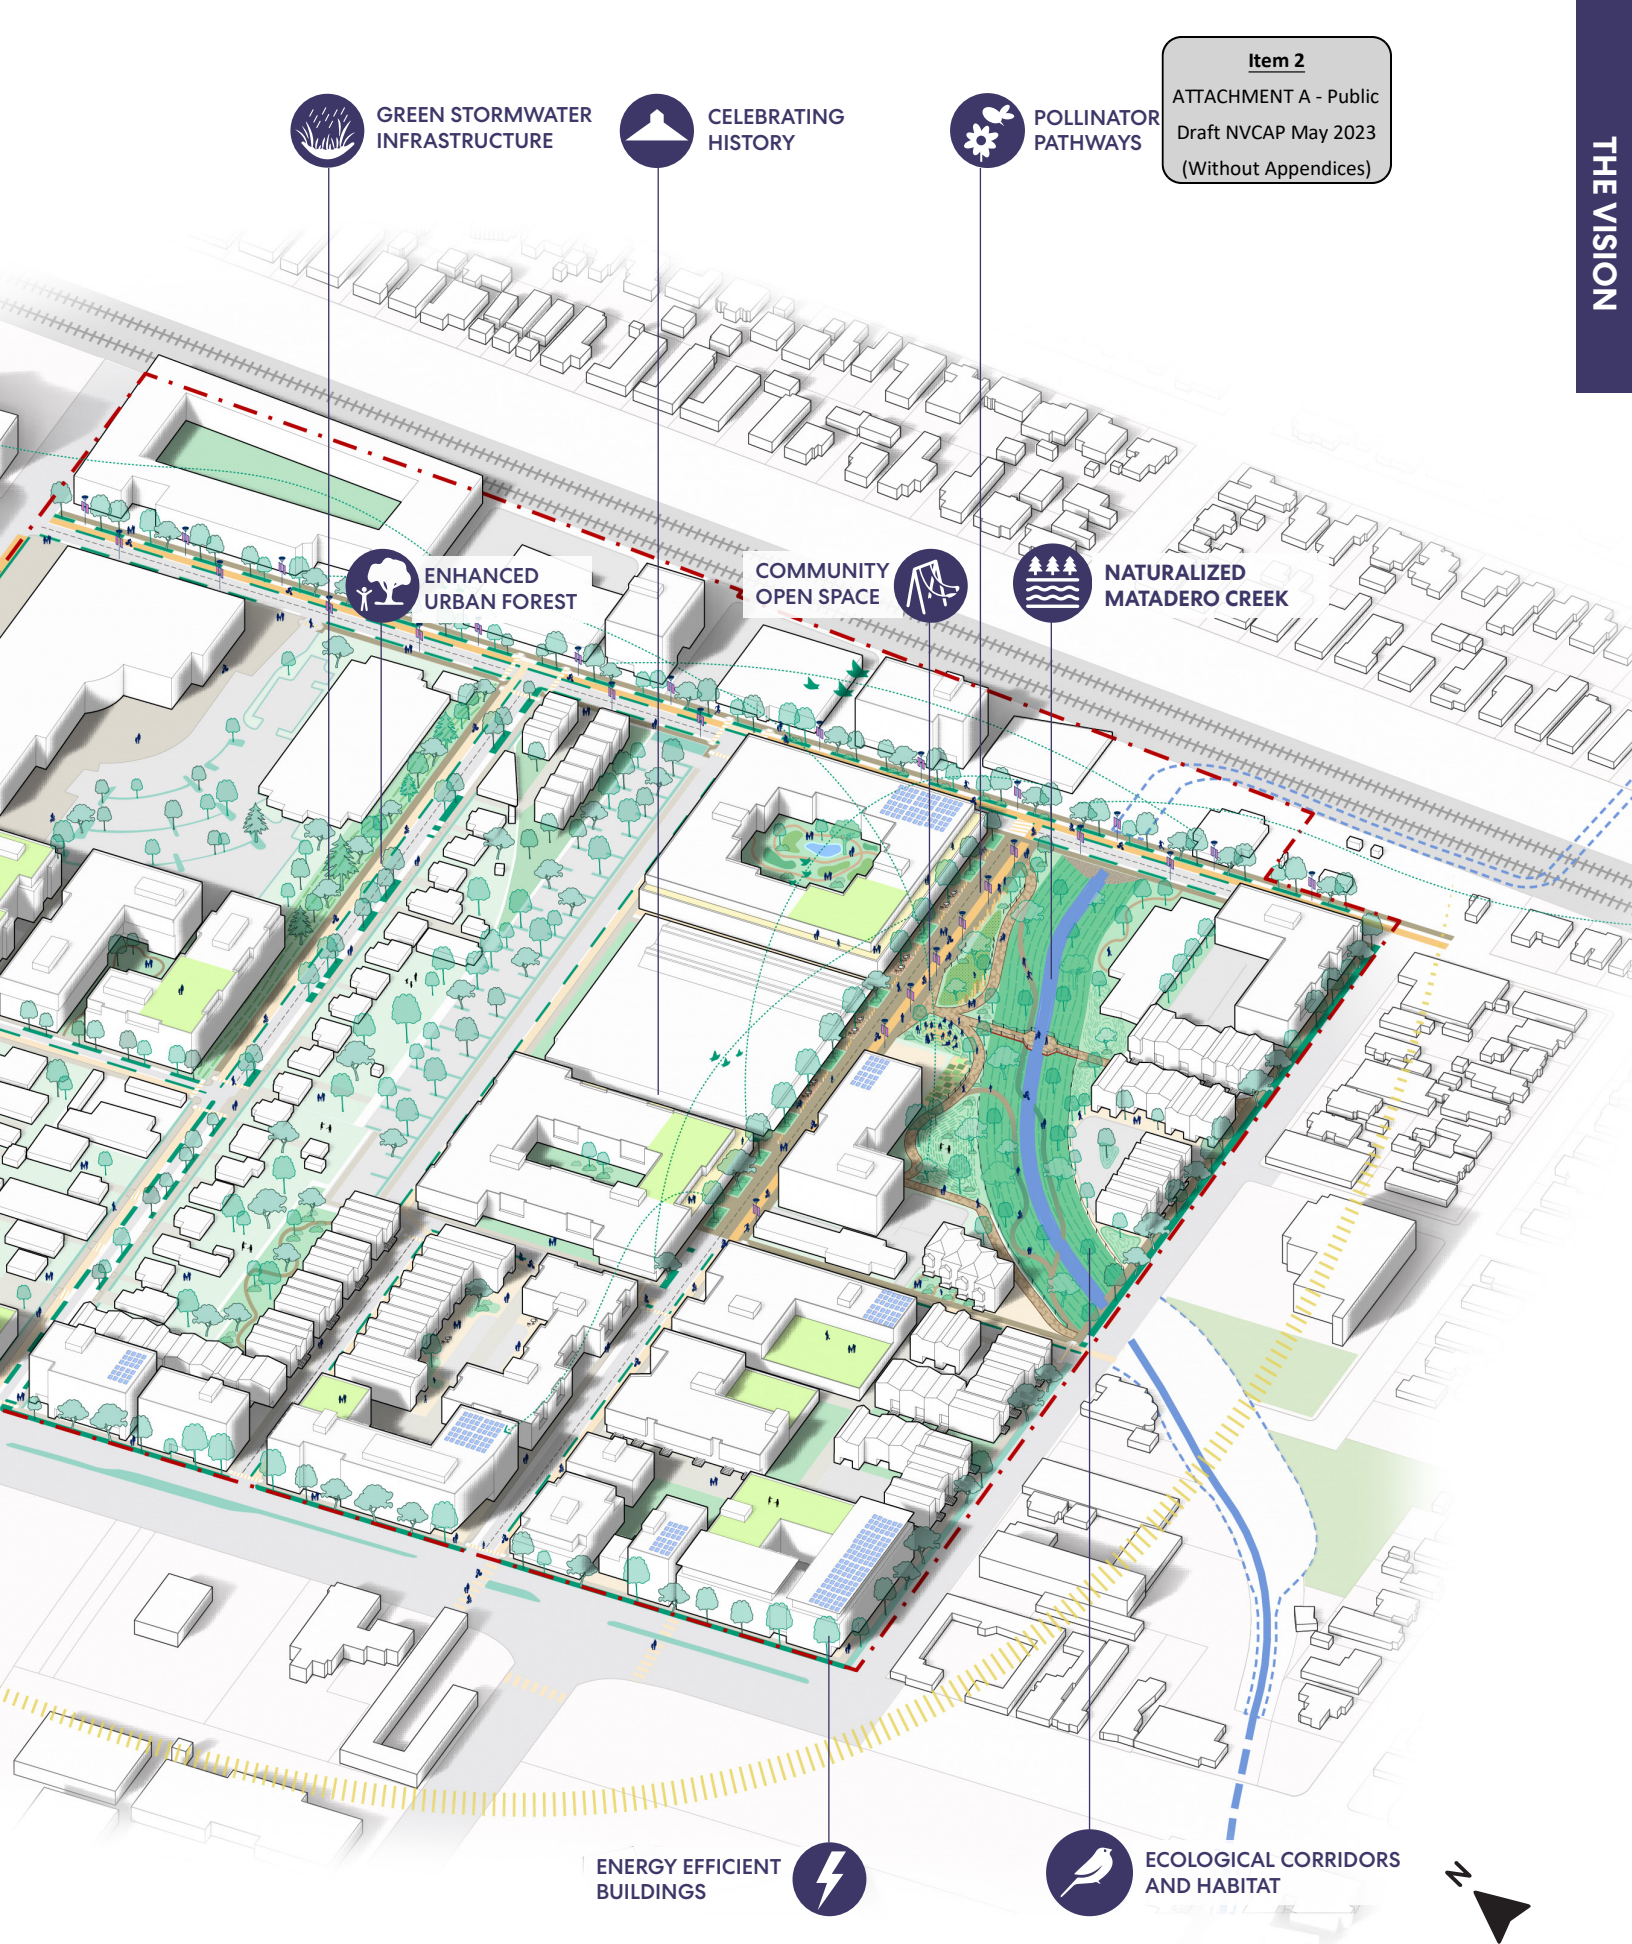 Item 2
ATTACHMENT A - Public
Draft NVCAP May 2023
(Without Appendices)
THE VISION
GREEN STORMWATER
INFRASTRUCTURE
CELEBRATING
HISTORY
POLLINATOR
PATHWAYS
ENHANCED
URBAN FOREST
COMMUNITY
OPEN SPACE
NATURALIZED
MATADERO CREEK
ENERGY EFFICIENT
BUILDINGS
ECOLOGICAL CORRIDORS
AND HABITAT
N